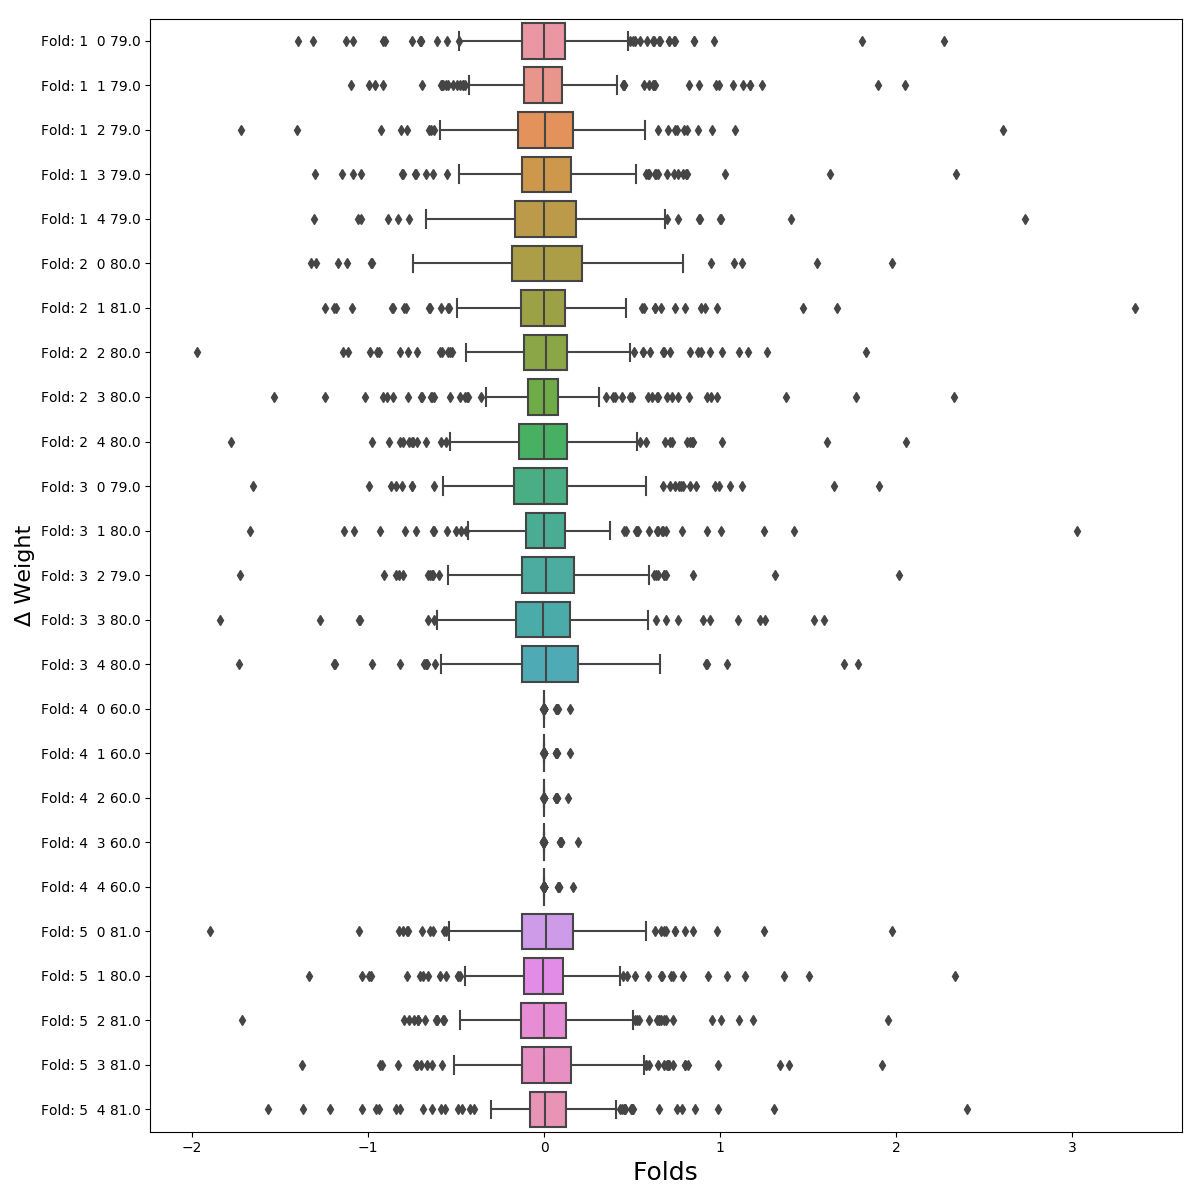 Fold: 1  0 79.0
Fold: 1  1 79.0
Fold: 1  2 79.0
Fold: 1  3 79.0
Fold: 1  4 79.0
Fold: 2  0 80.0
Fold: 2  1 81.0
Fold: 2  2 80.0
Fold: 2  3 80.0
Fold: 2  4 80.0
Fold: 3  0 79.0
Fold: 3  1 80.0
Fold: 3  2 79.0
Fold: 3  3 80.0
Fold: 3  4 80.0
Fold: 4  0 60.0
Fold: 4  1 60.0
Fold: 4  2 60.0
Fold: 4  3 60.0
Fold: 4  4 60.0
Fold: 5  0 81.0
Fold: 5  1 80.0
Fold: 5  2 81.0
Fold: 5  3 81.0
Fold: 5  4 81.0
Δ Weight
−2 −1 0 1 2 3
Folds